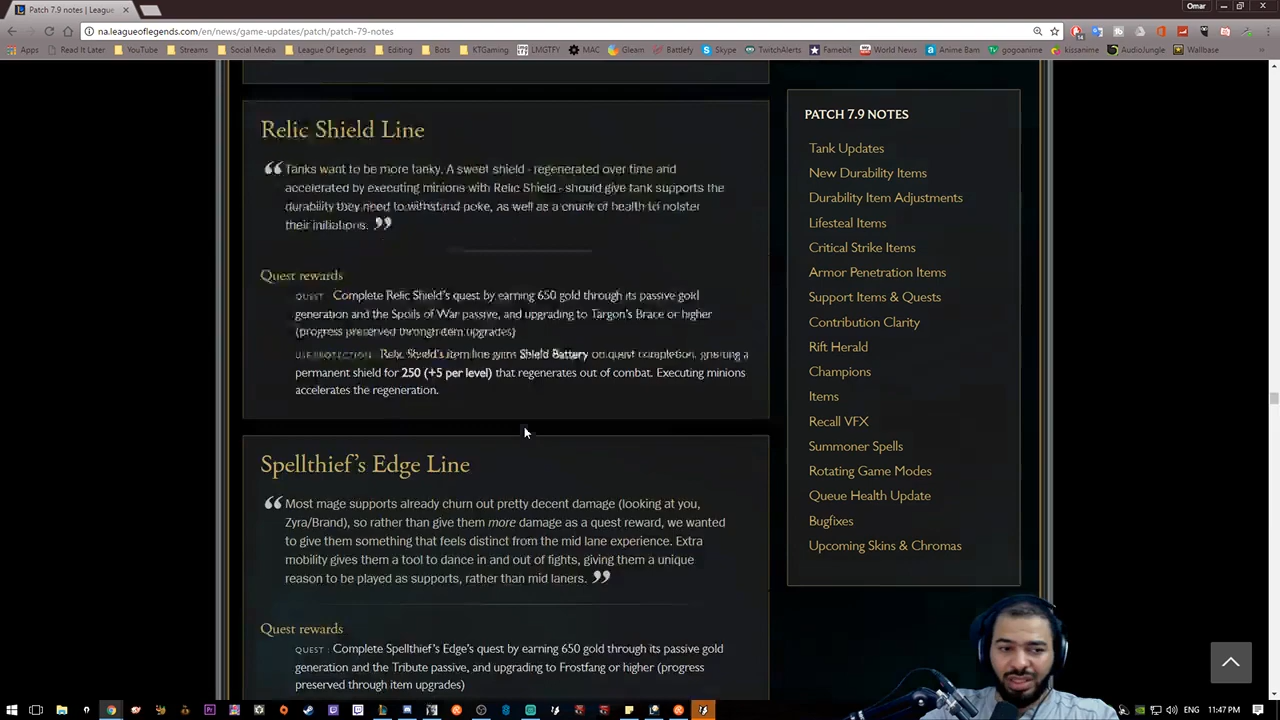 Patch 7.9 notes | League
Omar
na.leagueoflegends.com/en/news/game-updates/patch/patch-79-notes
Apps Read It Later YouTube Streams Social Media League Of Legends Editing Bots KTGaming LMGTFY MAC Gleam Battlefy Skype TwitchAlerts Famebit World News Anime Bam gogoanime kissanime AudioJungle Wallbase
Relic Shield Line
Tanks want to be more tanky. A sweet shield - regenerated over time and
accelerated by executing minions with Relic Shield - should give tank supports the
durability they need to withstand poke, as well as a chunk of health to bolster
their initiations.
Quest rewards
QUEST : Complete Relic Shield's quest by earning 650 gold through its passive gold
generation and the Spoils of War passive, and upgrading to Targon's Brace or higher
(progress preserved through item upgrades)
Relic Shield's item line gains Shield Battery on quest completion, granting a
permanent shield for 250 (+5 per level) that regenerates out of combat. Executing minions
accelerates the regeneration.
Spellthief's Edge Line
Most mage supports already churn out pretty decent damage (looking at you,
Zyra/Brand), so rather than give them more damage as a quest reward, we wanted
to give them something that feels distinct from the mid lane experience. Extra
mobility gives them a tool to dance in and out of fights, giving them a unique
reason to be played as supports, rather than mid laners.
Quest rewards
QUEST : Complete Spellthief's Edge's quest by earning 650 gold through its passive gold
generation and the Tribute passive, and upgrading to Frostfang or higher (progress
preserved through item upgrades)
PATCH 7.9 NOTES
Tank Updates
New Durability Items
Durability Item Adjustments
Lifesteal Items
Critical Strike Items
Armor Penetration Items
Support Items & Quests
Contribution Clarity
Rift Herald
Champions
Items
Recall VFX
Summoner Spells
Rotating Game Modes
Queue Health Update
Bugfixes
Upcoming Skins & Chromas
11:47 PM